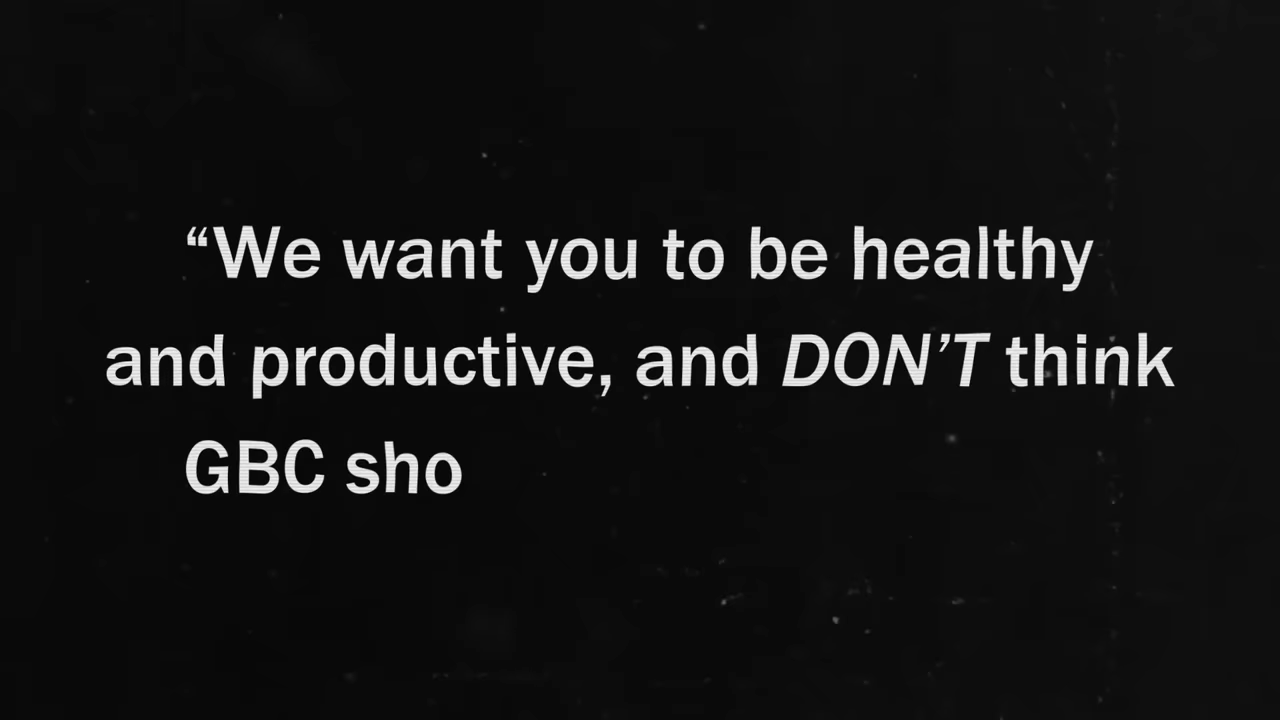 “We want you to be healthy
and productive, and DON’T think
GBC sho